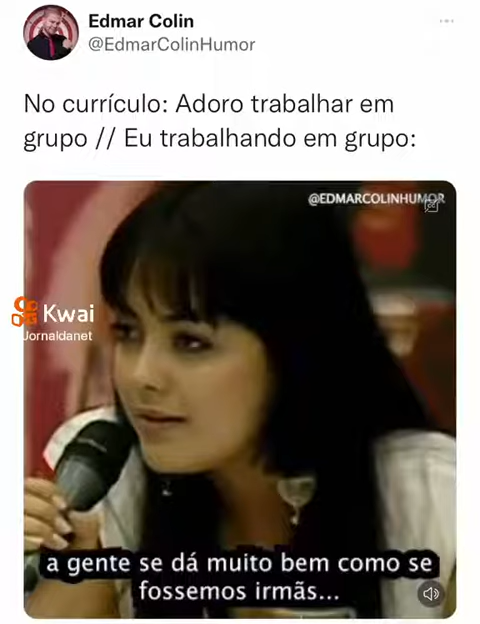 Edmar Colin
@EdmarColinHumor
No currículo: Adoro trabalhar em
grupo // Eu trabalhando em grupo:
@EDMARCOLINHUMOR
Kwai
Jornaldanet
a gente se dá muito bem como se
fossemos irmãs...